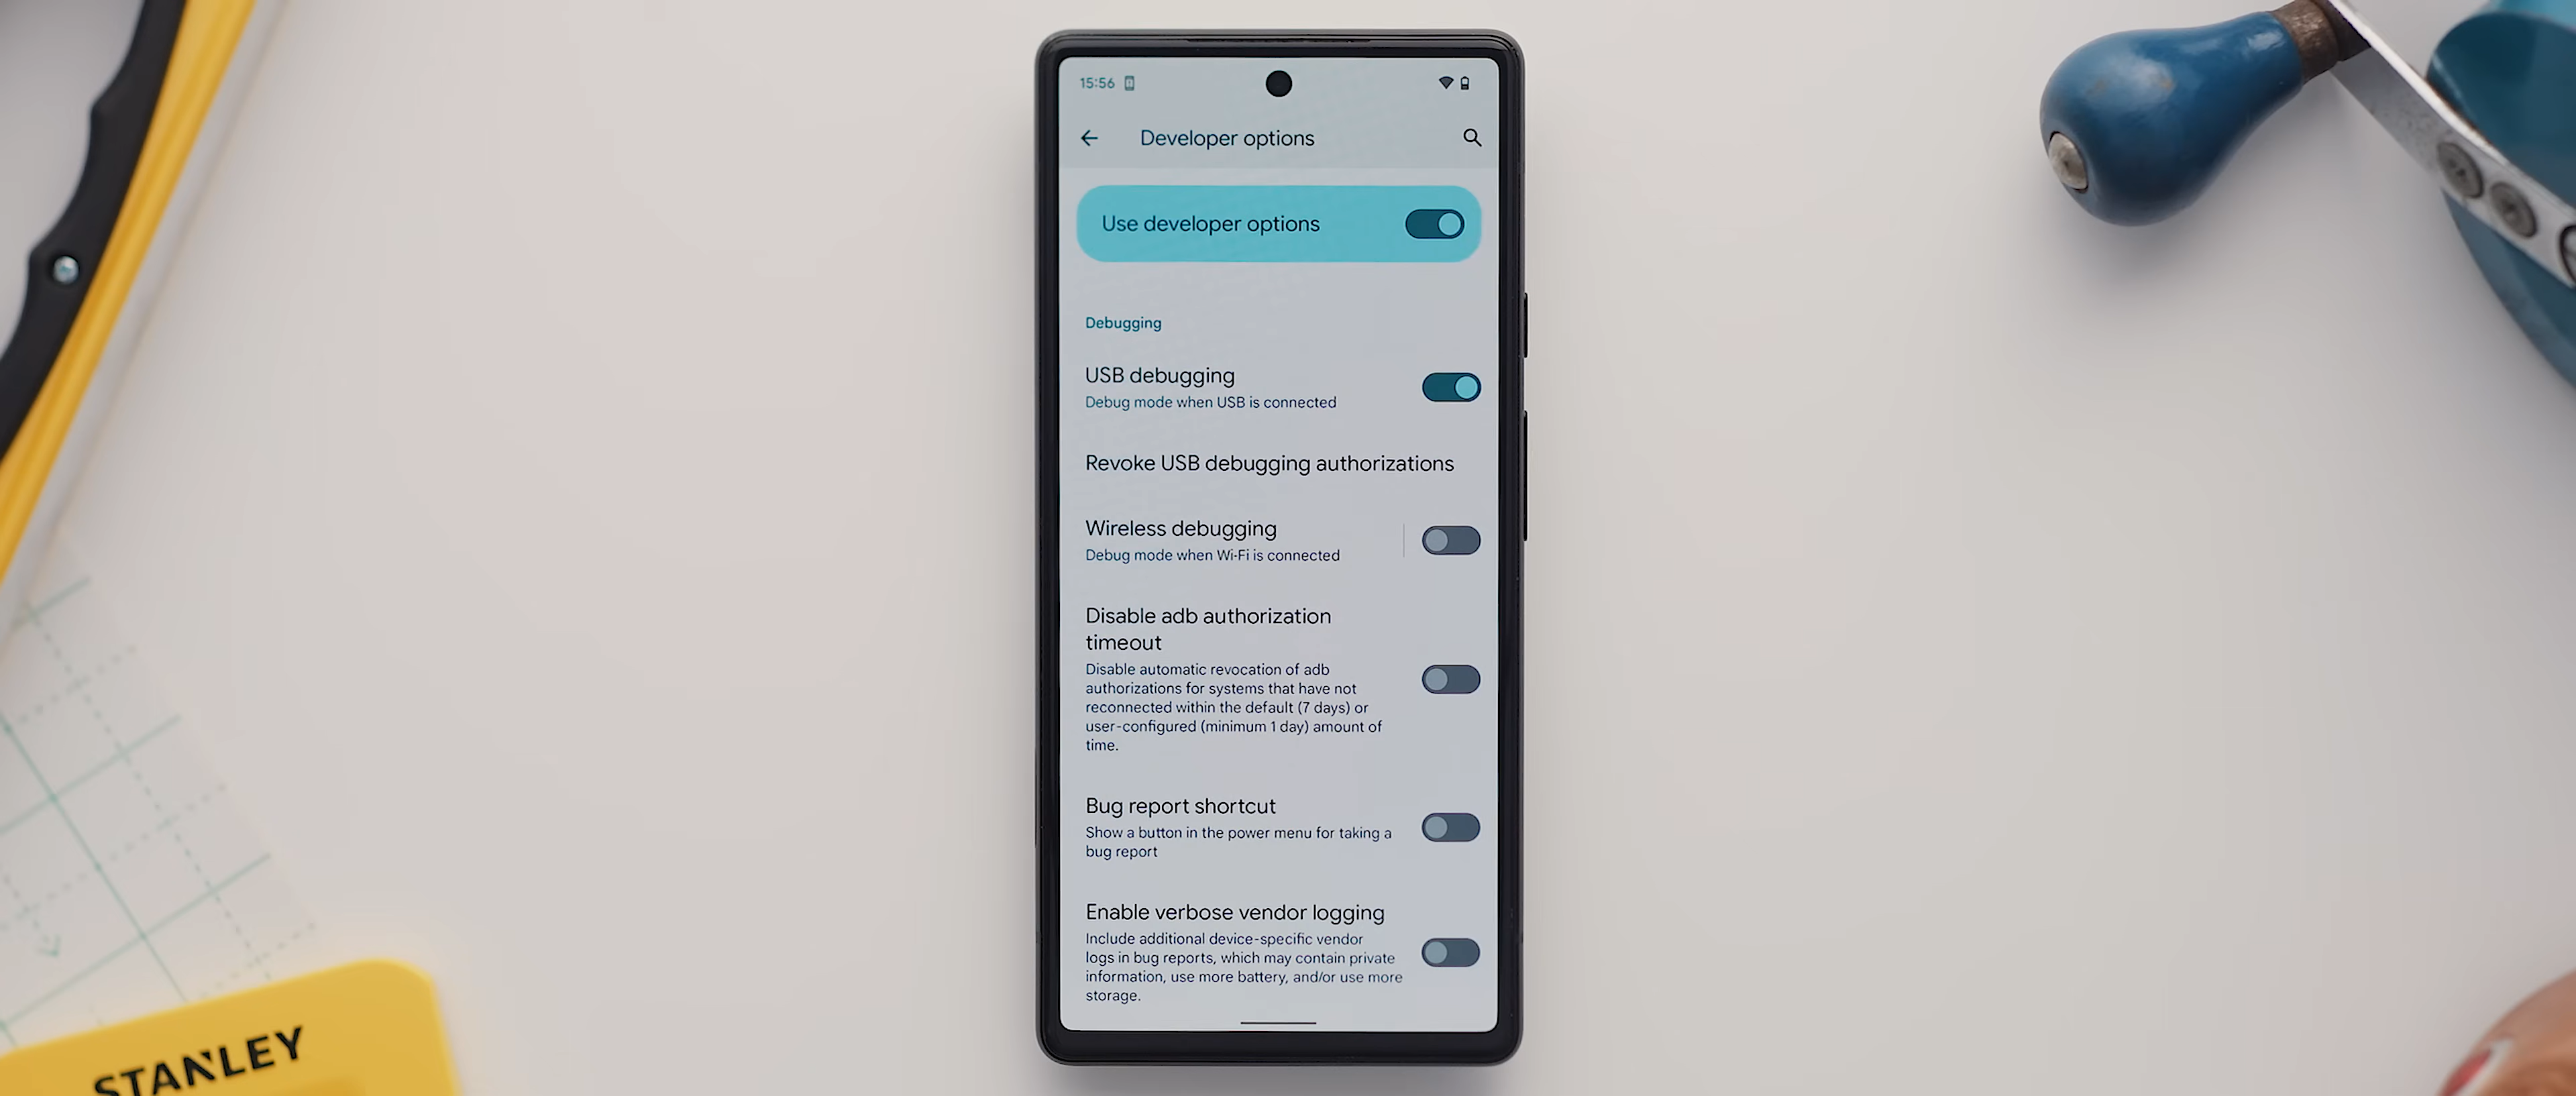 15:56
Developer options
Use developer options
Debugging
USB debugging
Debug mode when USB is connected
Revoke USB debugging authorizations
Wireless debugging
Debug mode when Wi-Fi is connected
Disable adb authorization
timeout
Disable automatic revocation of adb
authorizations for systems that have not
reconnected within the default (7 days) or
user-configured (minimum 1 day) amount of
time.
Bug report shortcut
Show a button in the power menu for taking a
bug report
Enable verbose vendor logging
Include additional device-specific vendor
logs in bug reports, which may contain private
information, use more battery, and/or use more
storage.
STANLEY